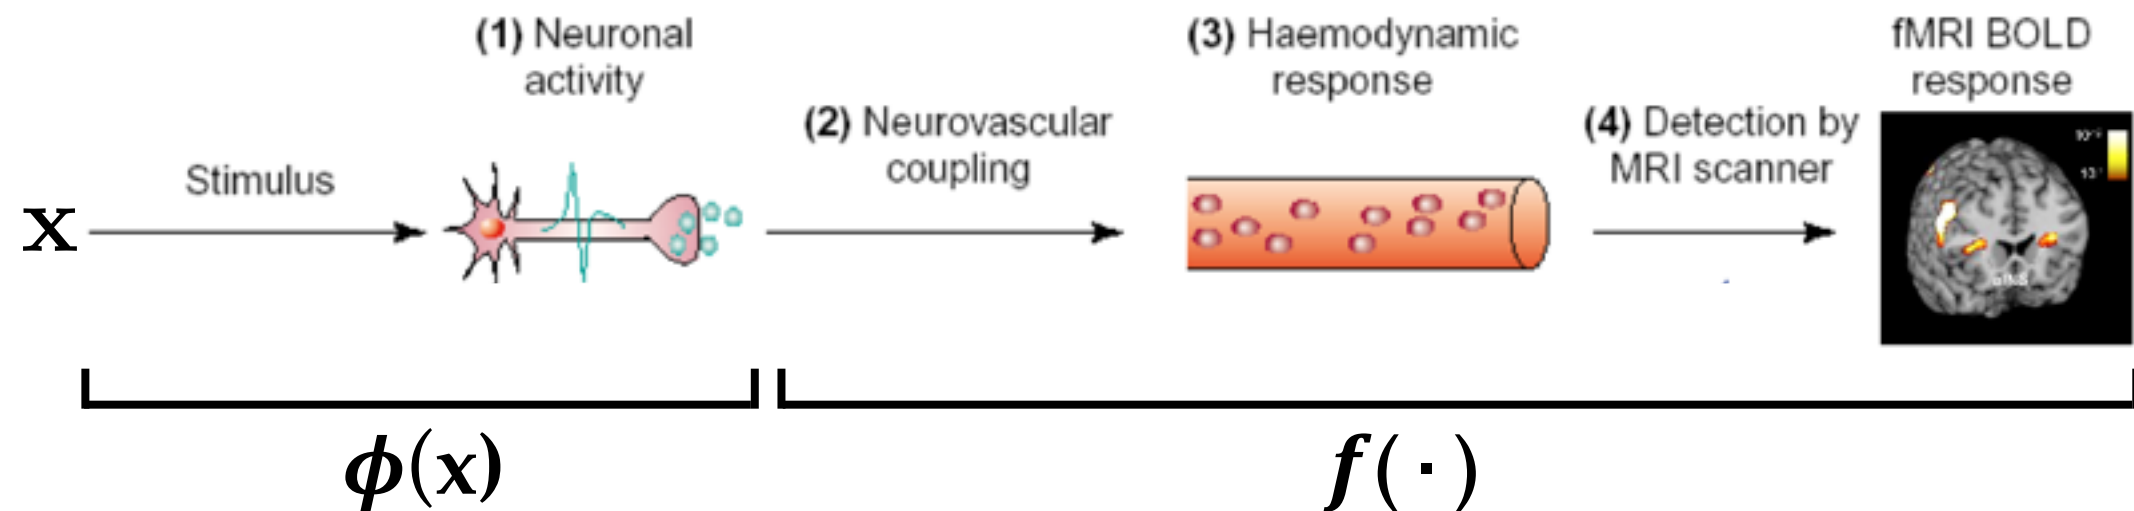 (1) Neuronal
activity
(3) Haemodynamic
response
fMRI BOLD
response
(2) Neurovascular
coupling
(4) Detection by
MRI scanner
Stimulus
x
ϕ(x)
f(·)